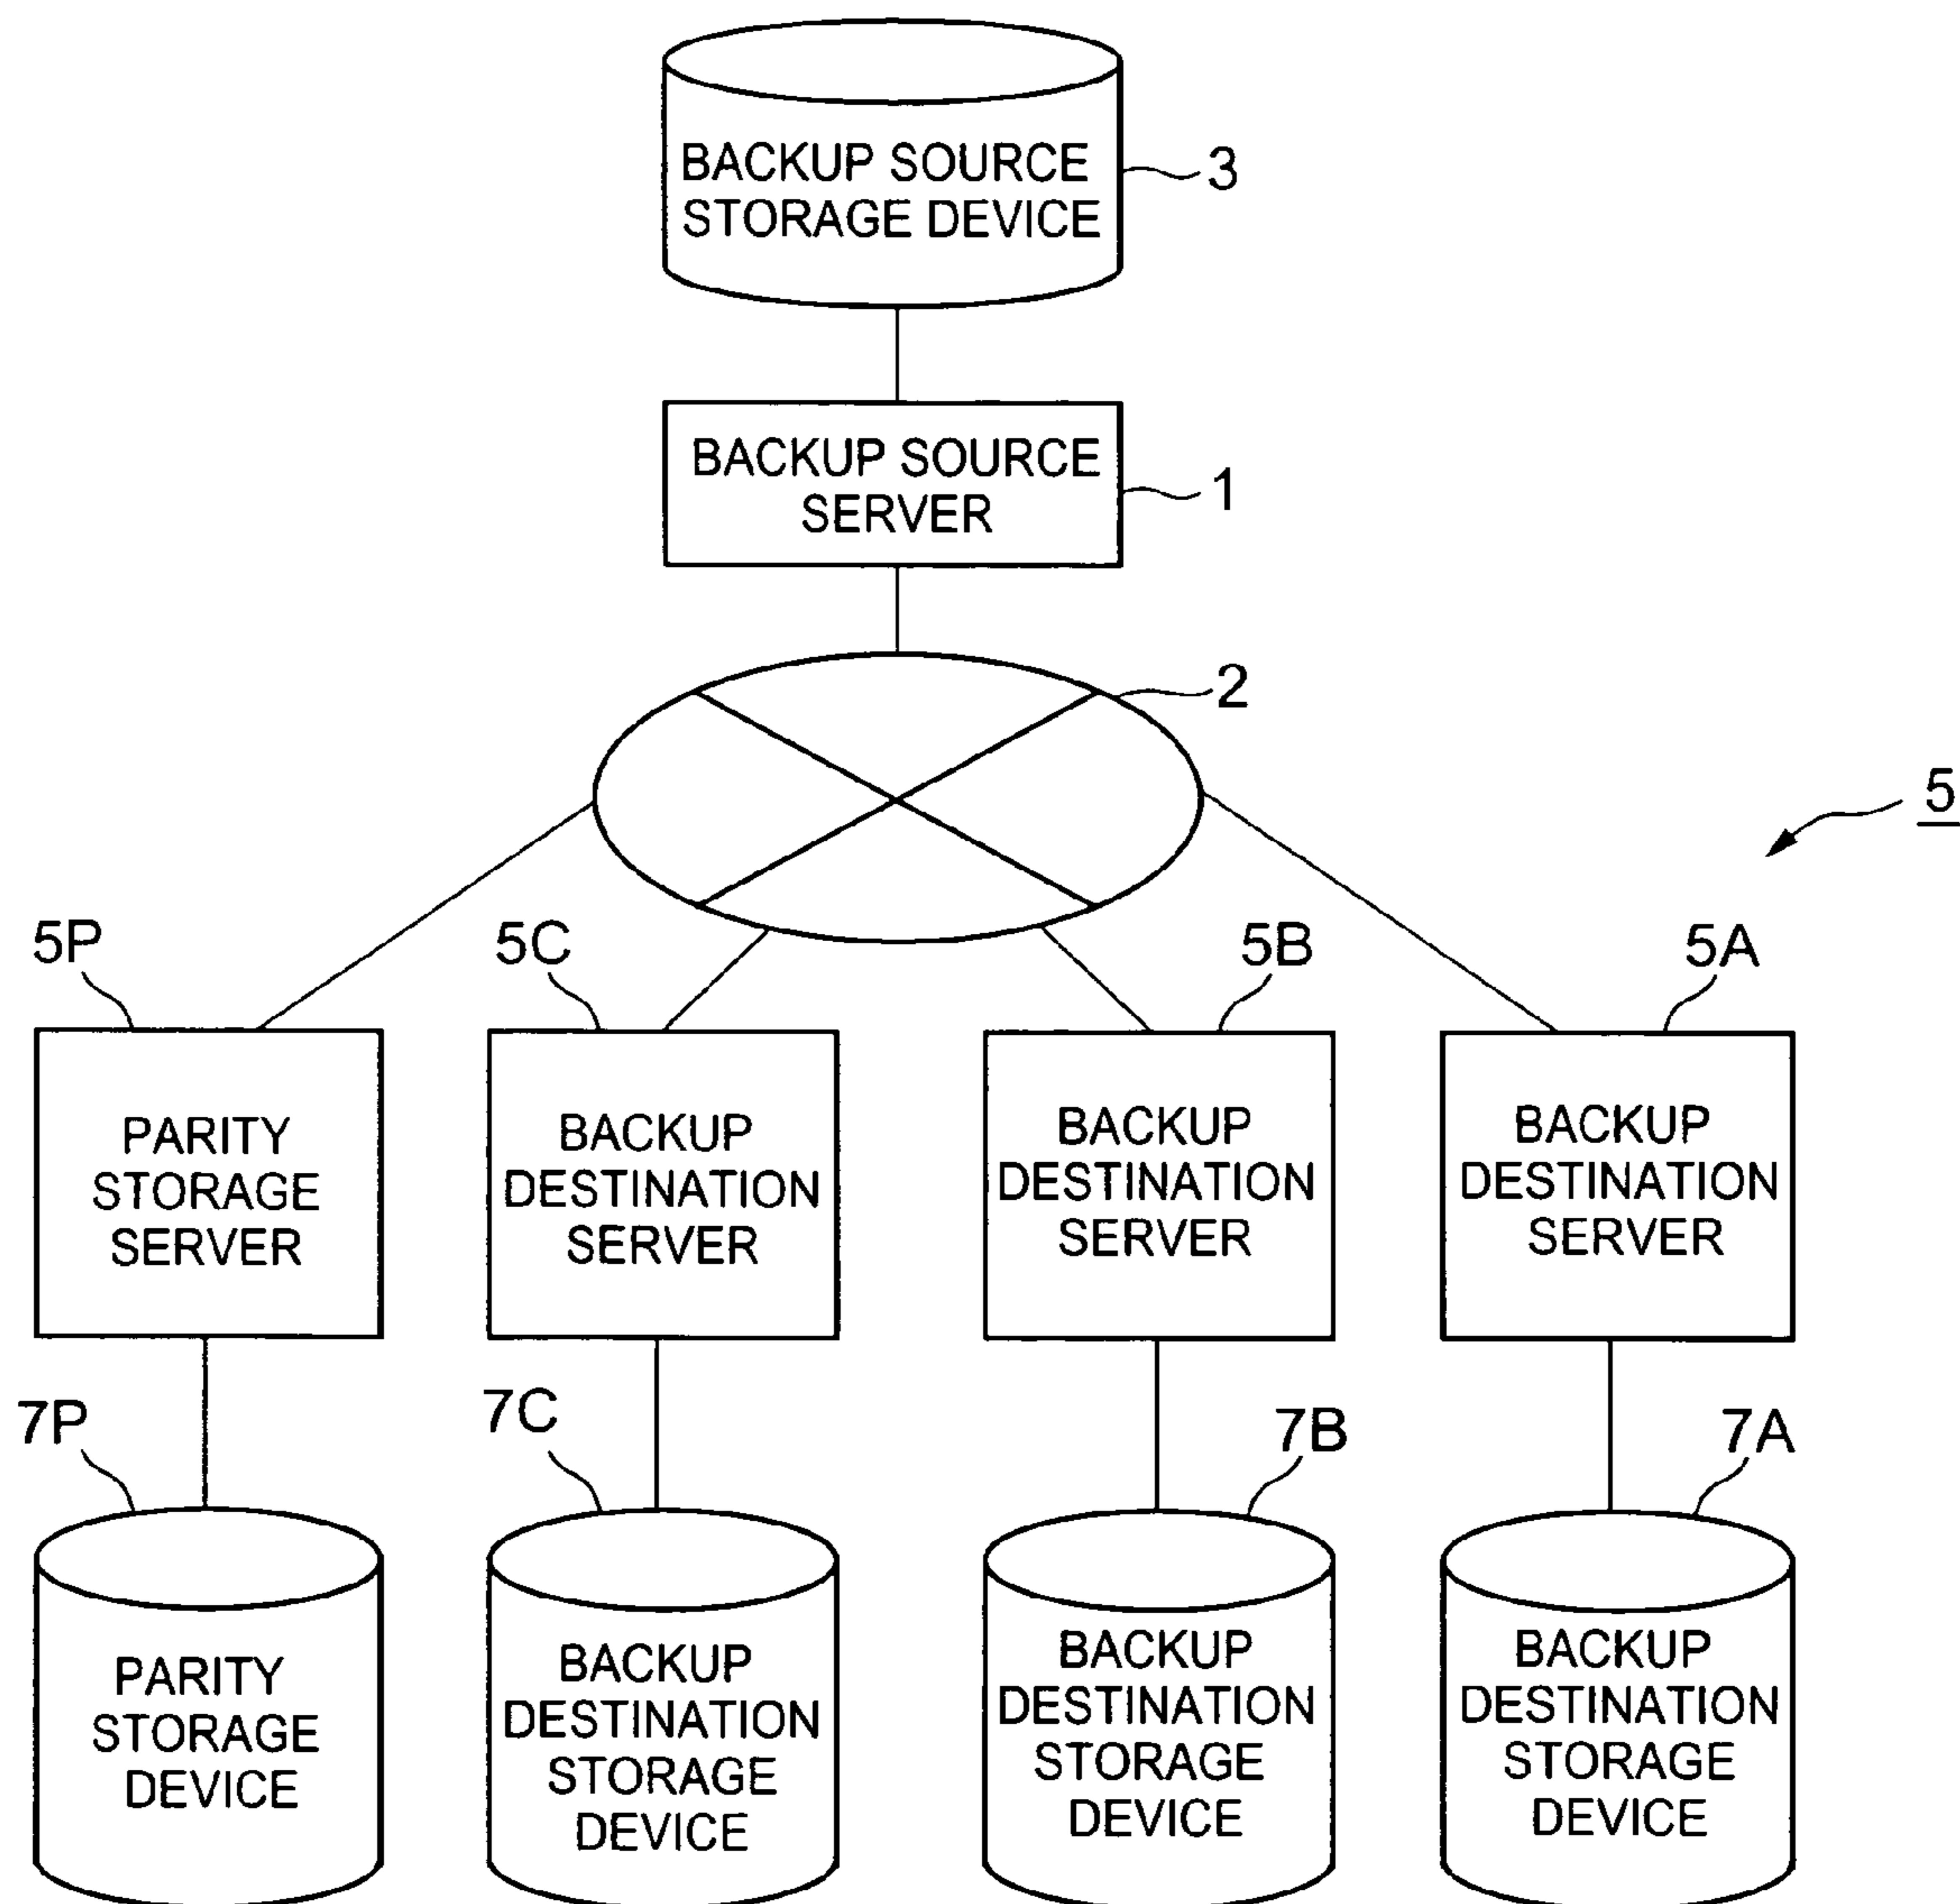 BACKUP SOURCE
STORAGE DEVICE
3
BACKUP SOURCE
SERVER
1
2
5
5P
5C
5B
5A
PARITY
STORAGE
SERVER
BACKUP
DESTINATION
SERVER
BACKUP
DESTINATION
SERVER
BACKUP
DESTINATION
SERVER
7P
7C
7B
7A
PARITY
STORAGE
DEVICE
BACKUP
DESTINATION
STORAGE
DEVICE
BACKUP
DESTINATION
STORAGE
DEVICE
BACKUP
DESTINATION
STORAGE
DEVICE